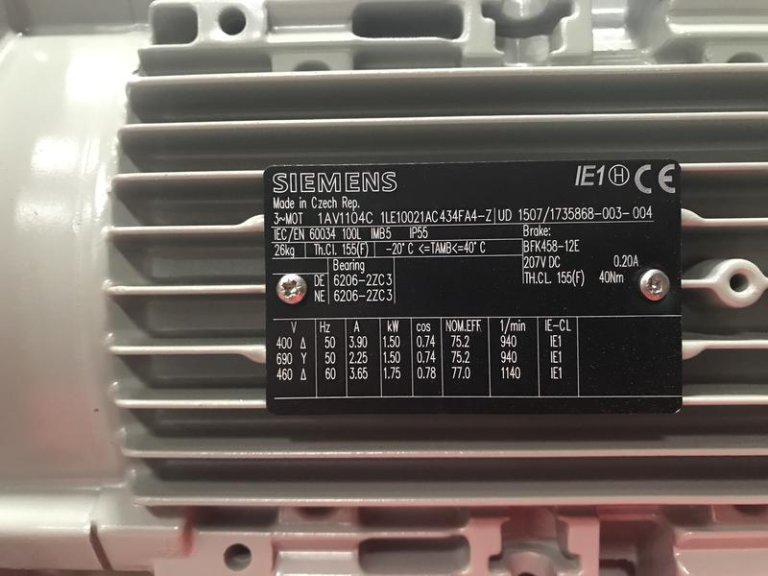 SIEMENS IE1 H CE
Made in Czech Rep.
3~MOT 1AV1104C 1LE10021AC434FA4-Z UD 1507/1735868-003-004
IEC/EN 60034 100L IMB5 IP55 Brake:
26kg Th.Cl. 155(F) -20°C <=TAMB<=40°C BFK458-12E
Bearing 207V DC 0.20A
DE 6206-2ZC3 TH.CL. 155(F) 40Nm
NE 6206-2ZC3
V Hz A kW cos NOM.EFF. 1/min IE-CL
400 Δ 50 3.90 1.50 0.74 75.2 940 IE1
690 Y 50 2.25 1.50 0.74 75.2 940 IE1
460 Δ 60 3.65 1.75 0.78 77.0 1140 IE1